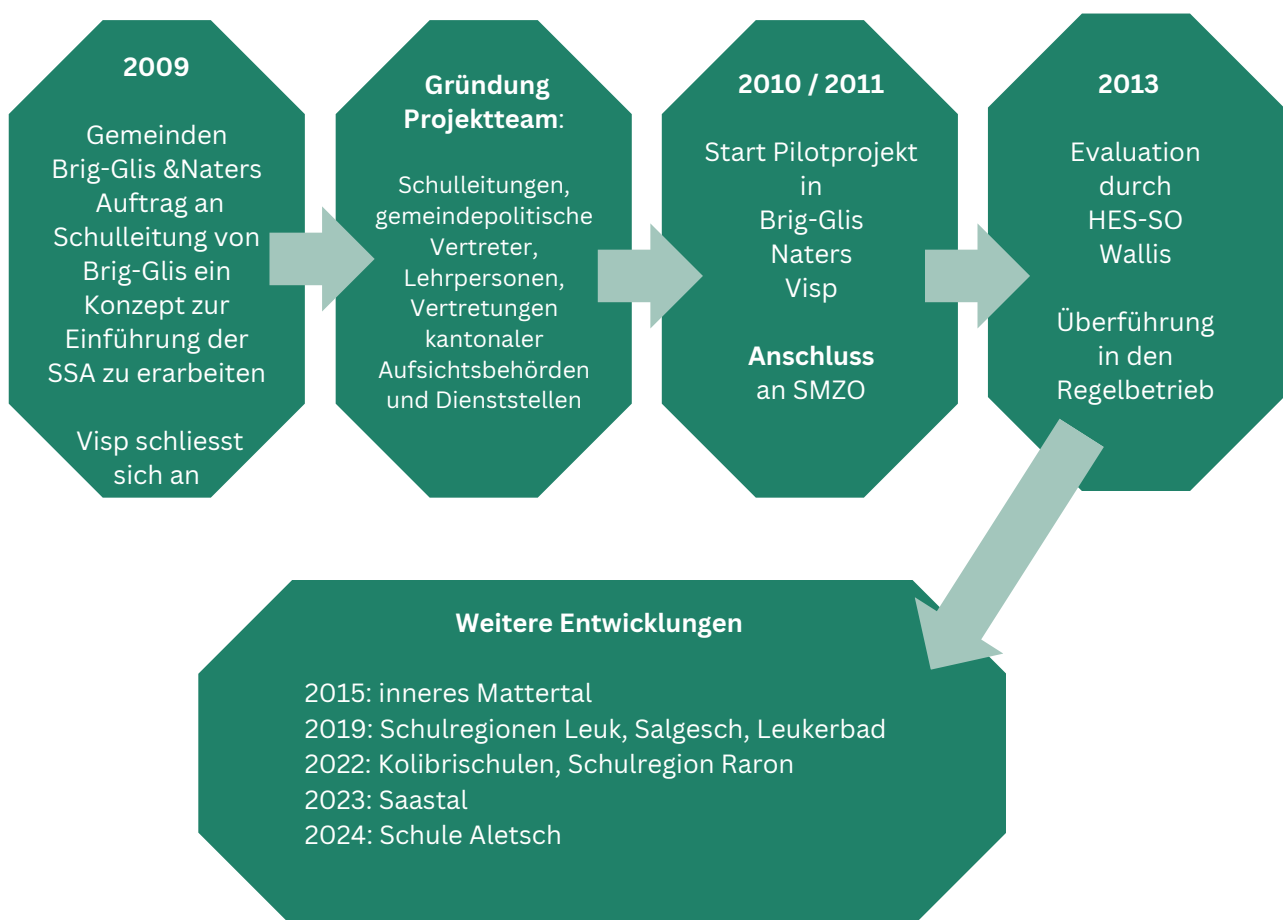 2009
Gemeinden
Brig-Glis &Naters
Auftrag an
Schulleitung von
Brig-Glis ein
Konzept zur
Einführung der
SSA zu erarbeiten
Visp schliesst
sich an
Gründung
Projektteam:
Schulleitungen,
gemeindepolitische
Vertreter,
Lehrpersonen,
Vertretungen
kantonaler
Aufsichtsbehörden
und Dienststellen
2010 / 2011
Start Pilotprojekt
in
Brig-Glis
Naters
Visp
Anschluss
an SMZO
2013
Evaluation
durch
HES-SO
Wallis
Überführung
in den
Regelbetrieb
Weitere Entwicklungen
2015: inneres Mattertal
2019: Schulregionen Leuk, Salgesch, Leukerbad
2022: Kolibrischulen, Schulregion Raron
2023: Saastal
2024: Schule Aletsch